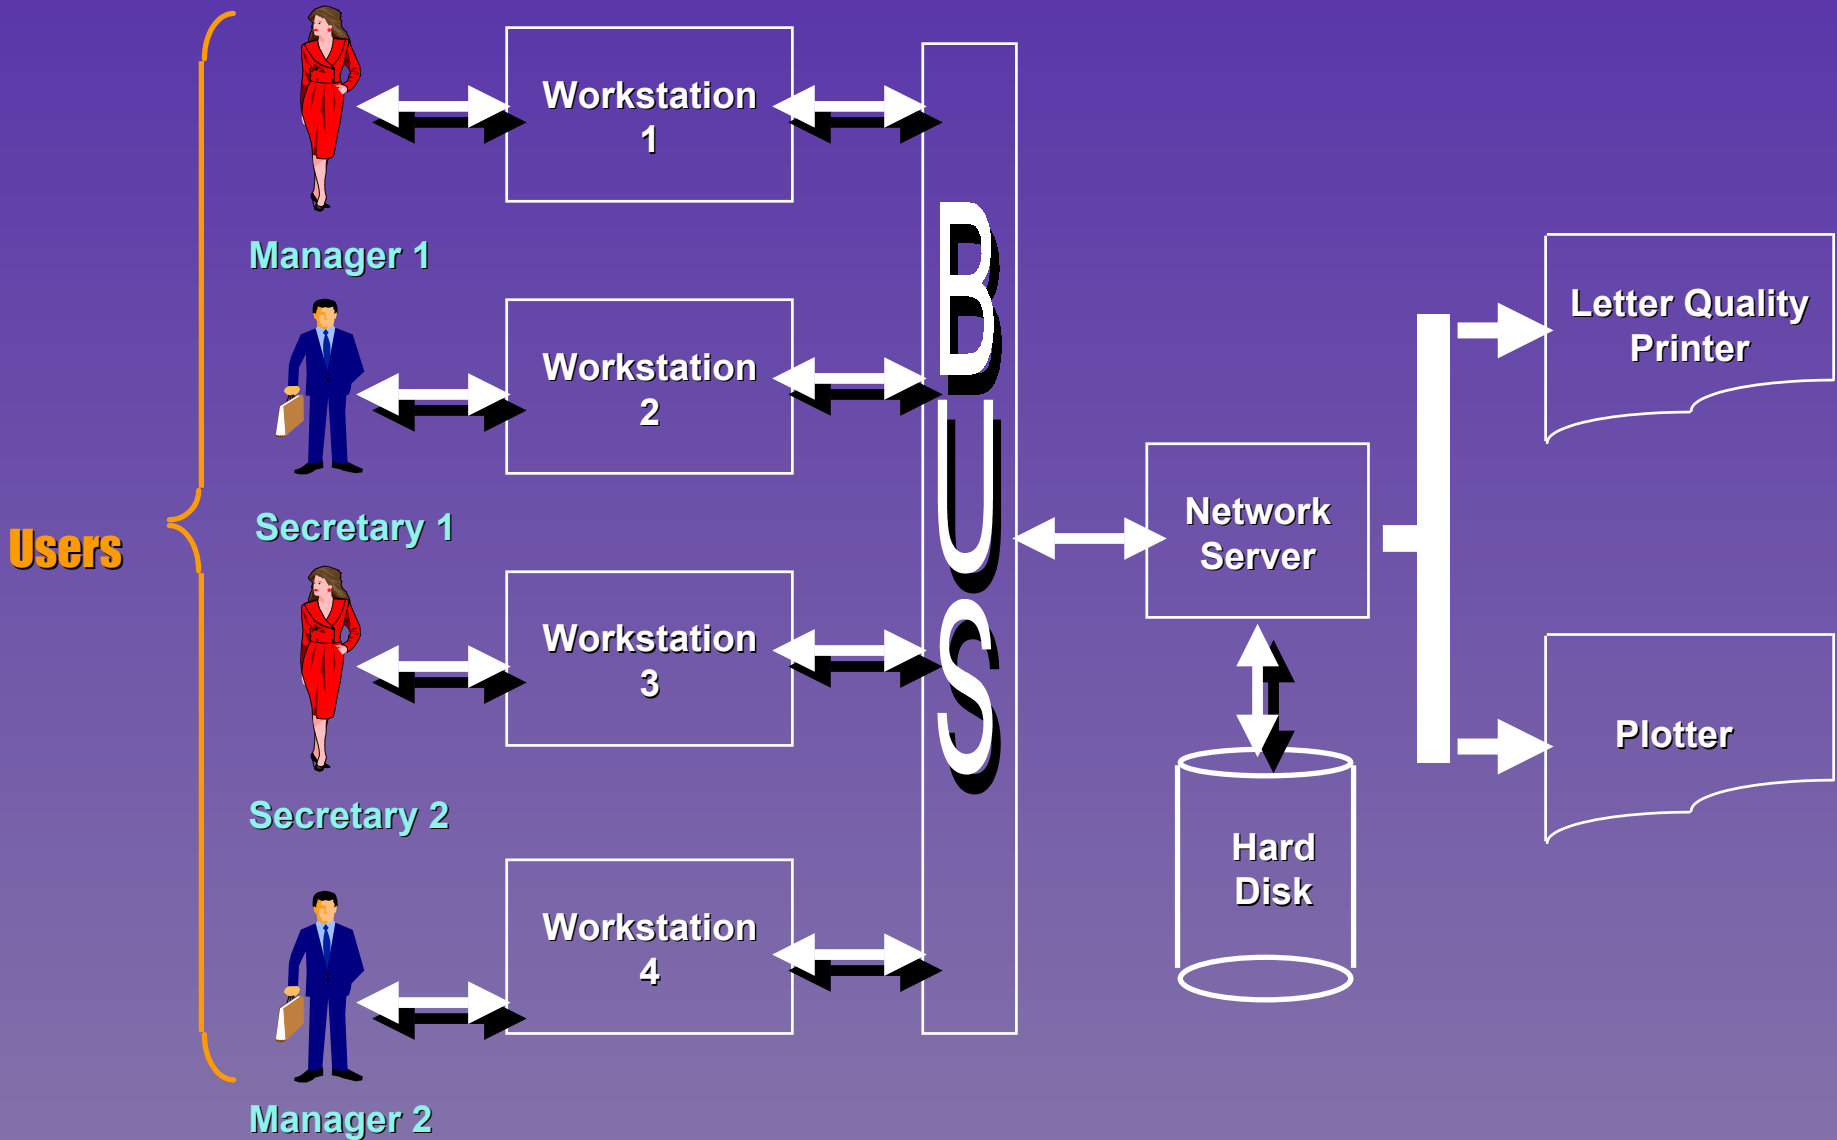 Users
Manager 1
Secretary 1
Secretary 2
Manager 2
Workstation
1
Workstation
2
Workstation
3
Workstation
4
BUS
Network
Server
Hard
Disk
Letter Quality
Printer
Plotter